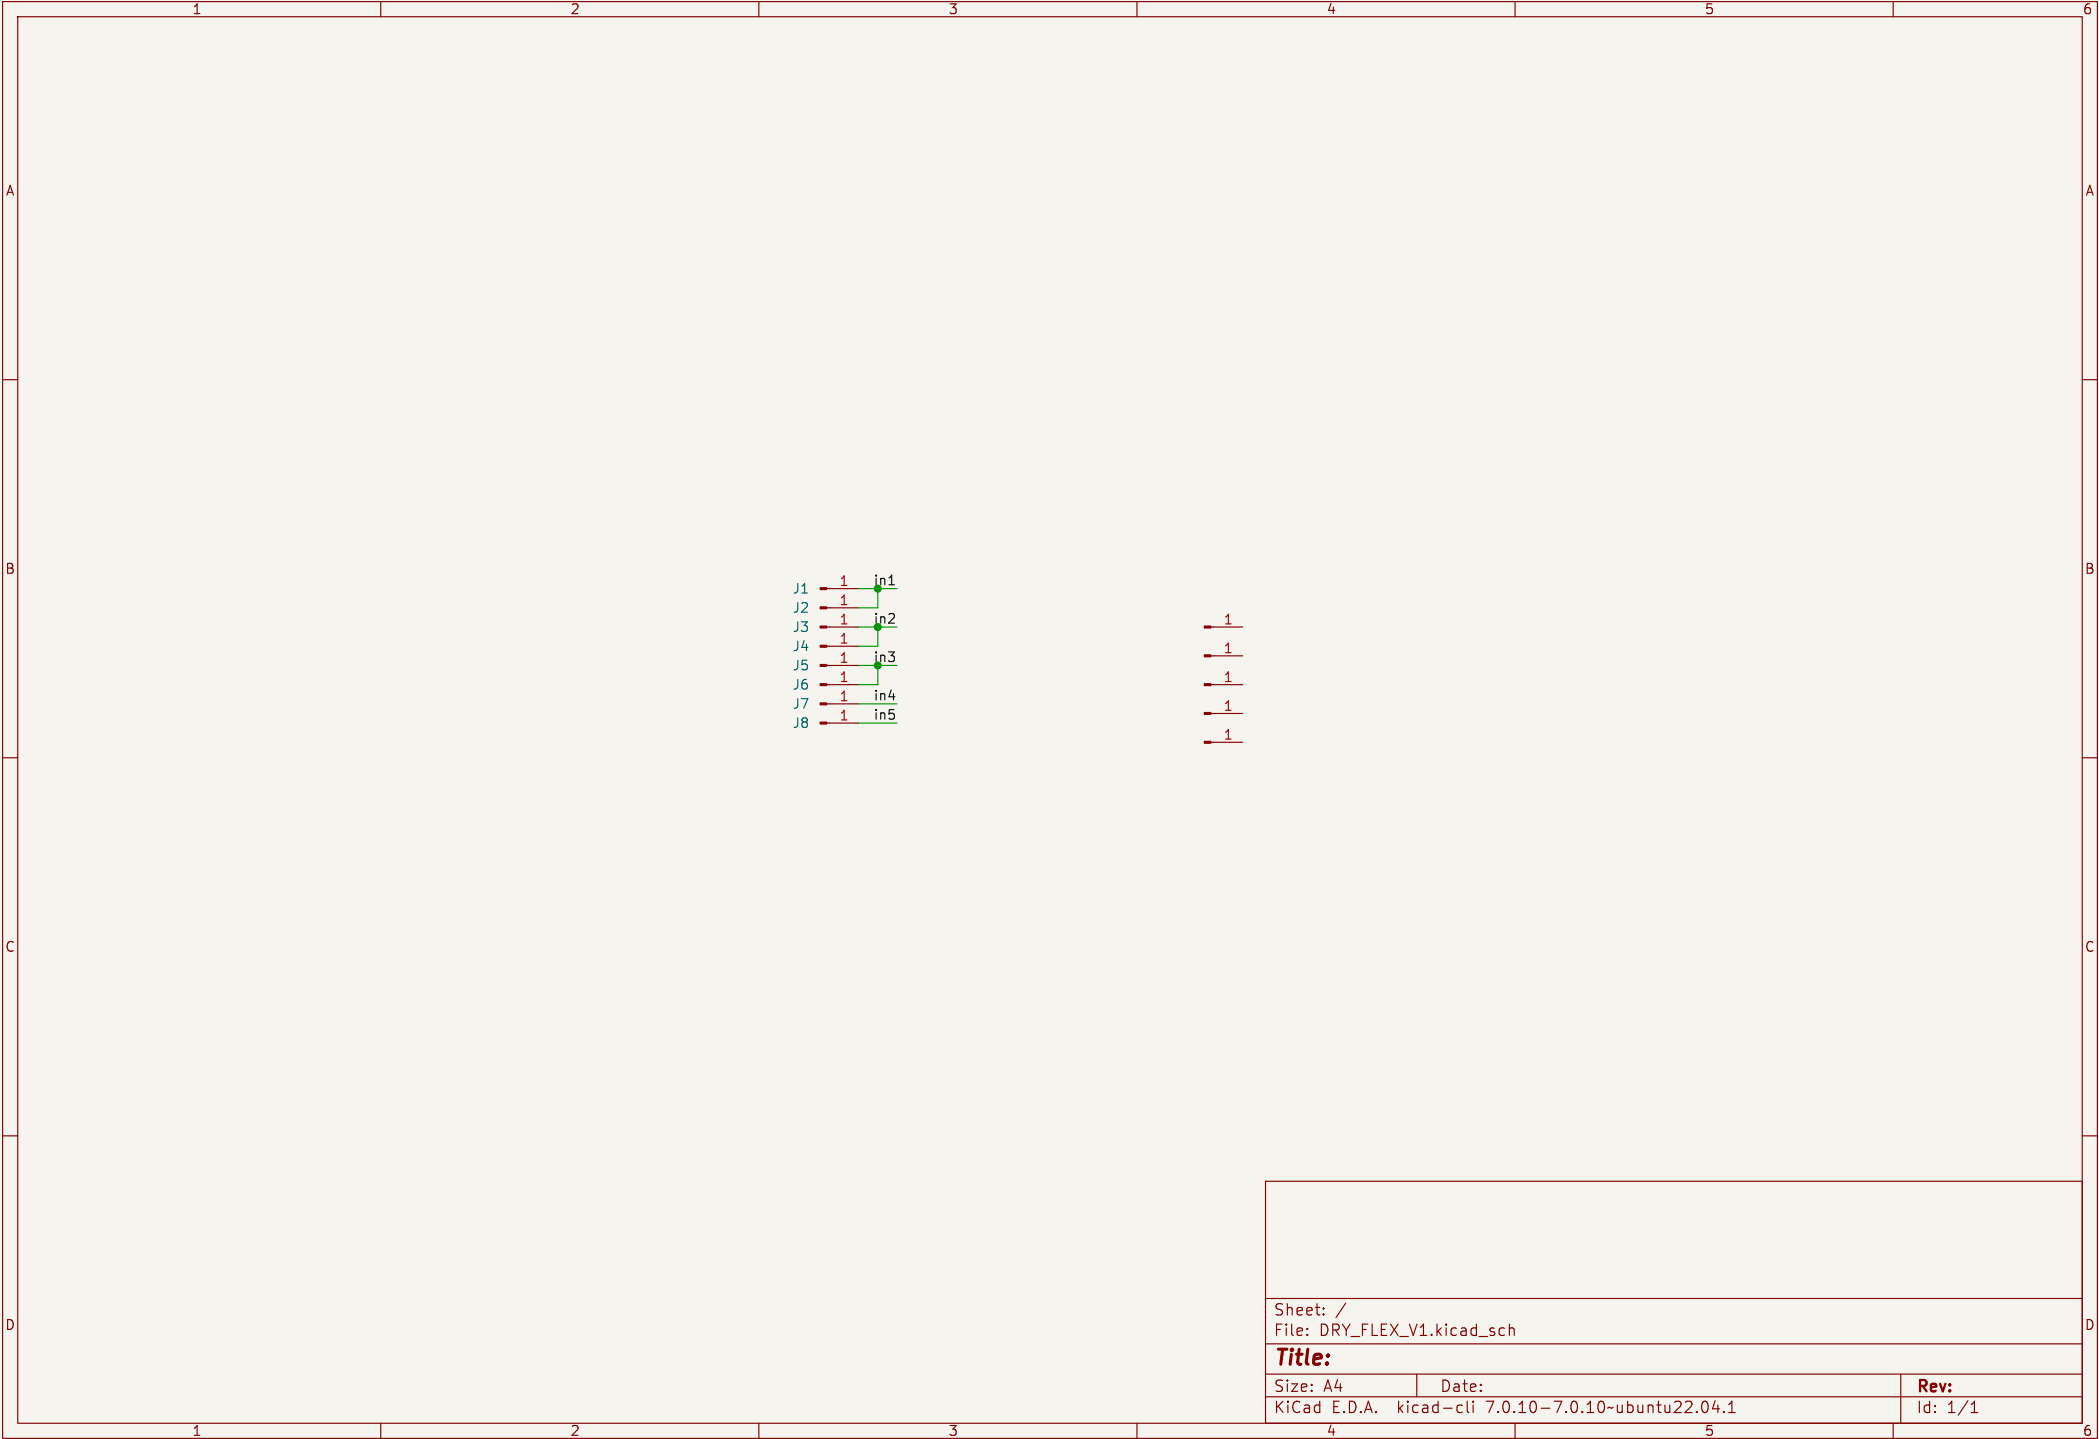 1 2 3 4 5 6
A A
B B
in1
J1 1
J2 1
in2
J3 1
J4 1
in3
J5 1
J6 1
in4
J7 1
in5
J8 1
1
1
1
1
1
C C
Sheet: /
File: DRY_FLEX_V1.kicad_sch
D D
Title:
Size: A4 Date: Rev:
KiCad E.D.A. kicad-cli 7.0.10-7.0.10~ubuntu22.04.1 Id: 1/1
1 2 3 4 5 6